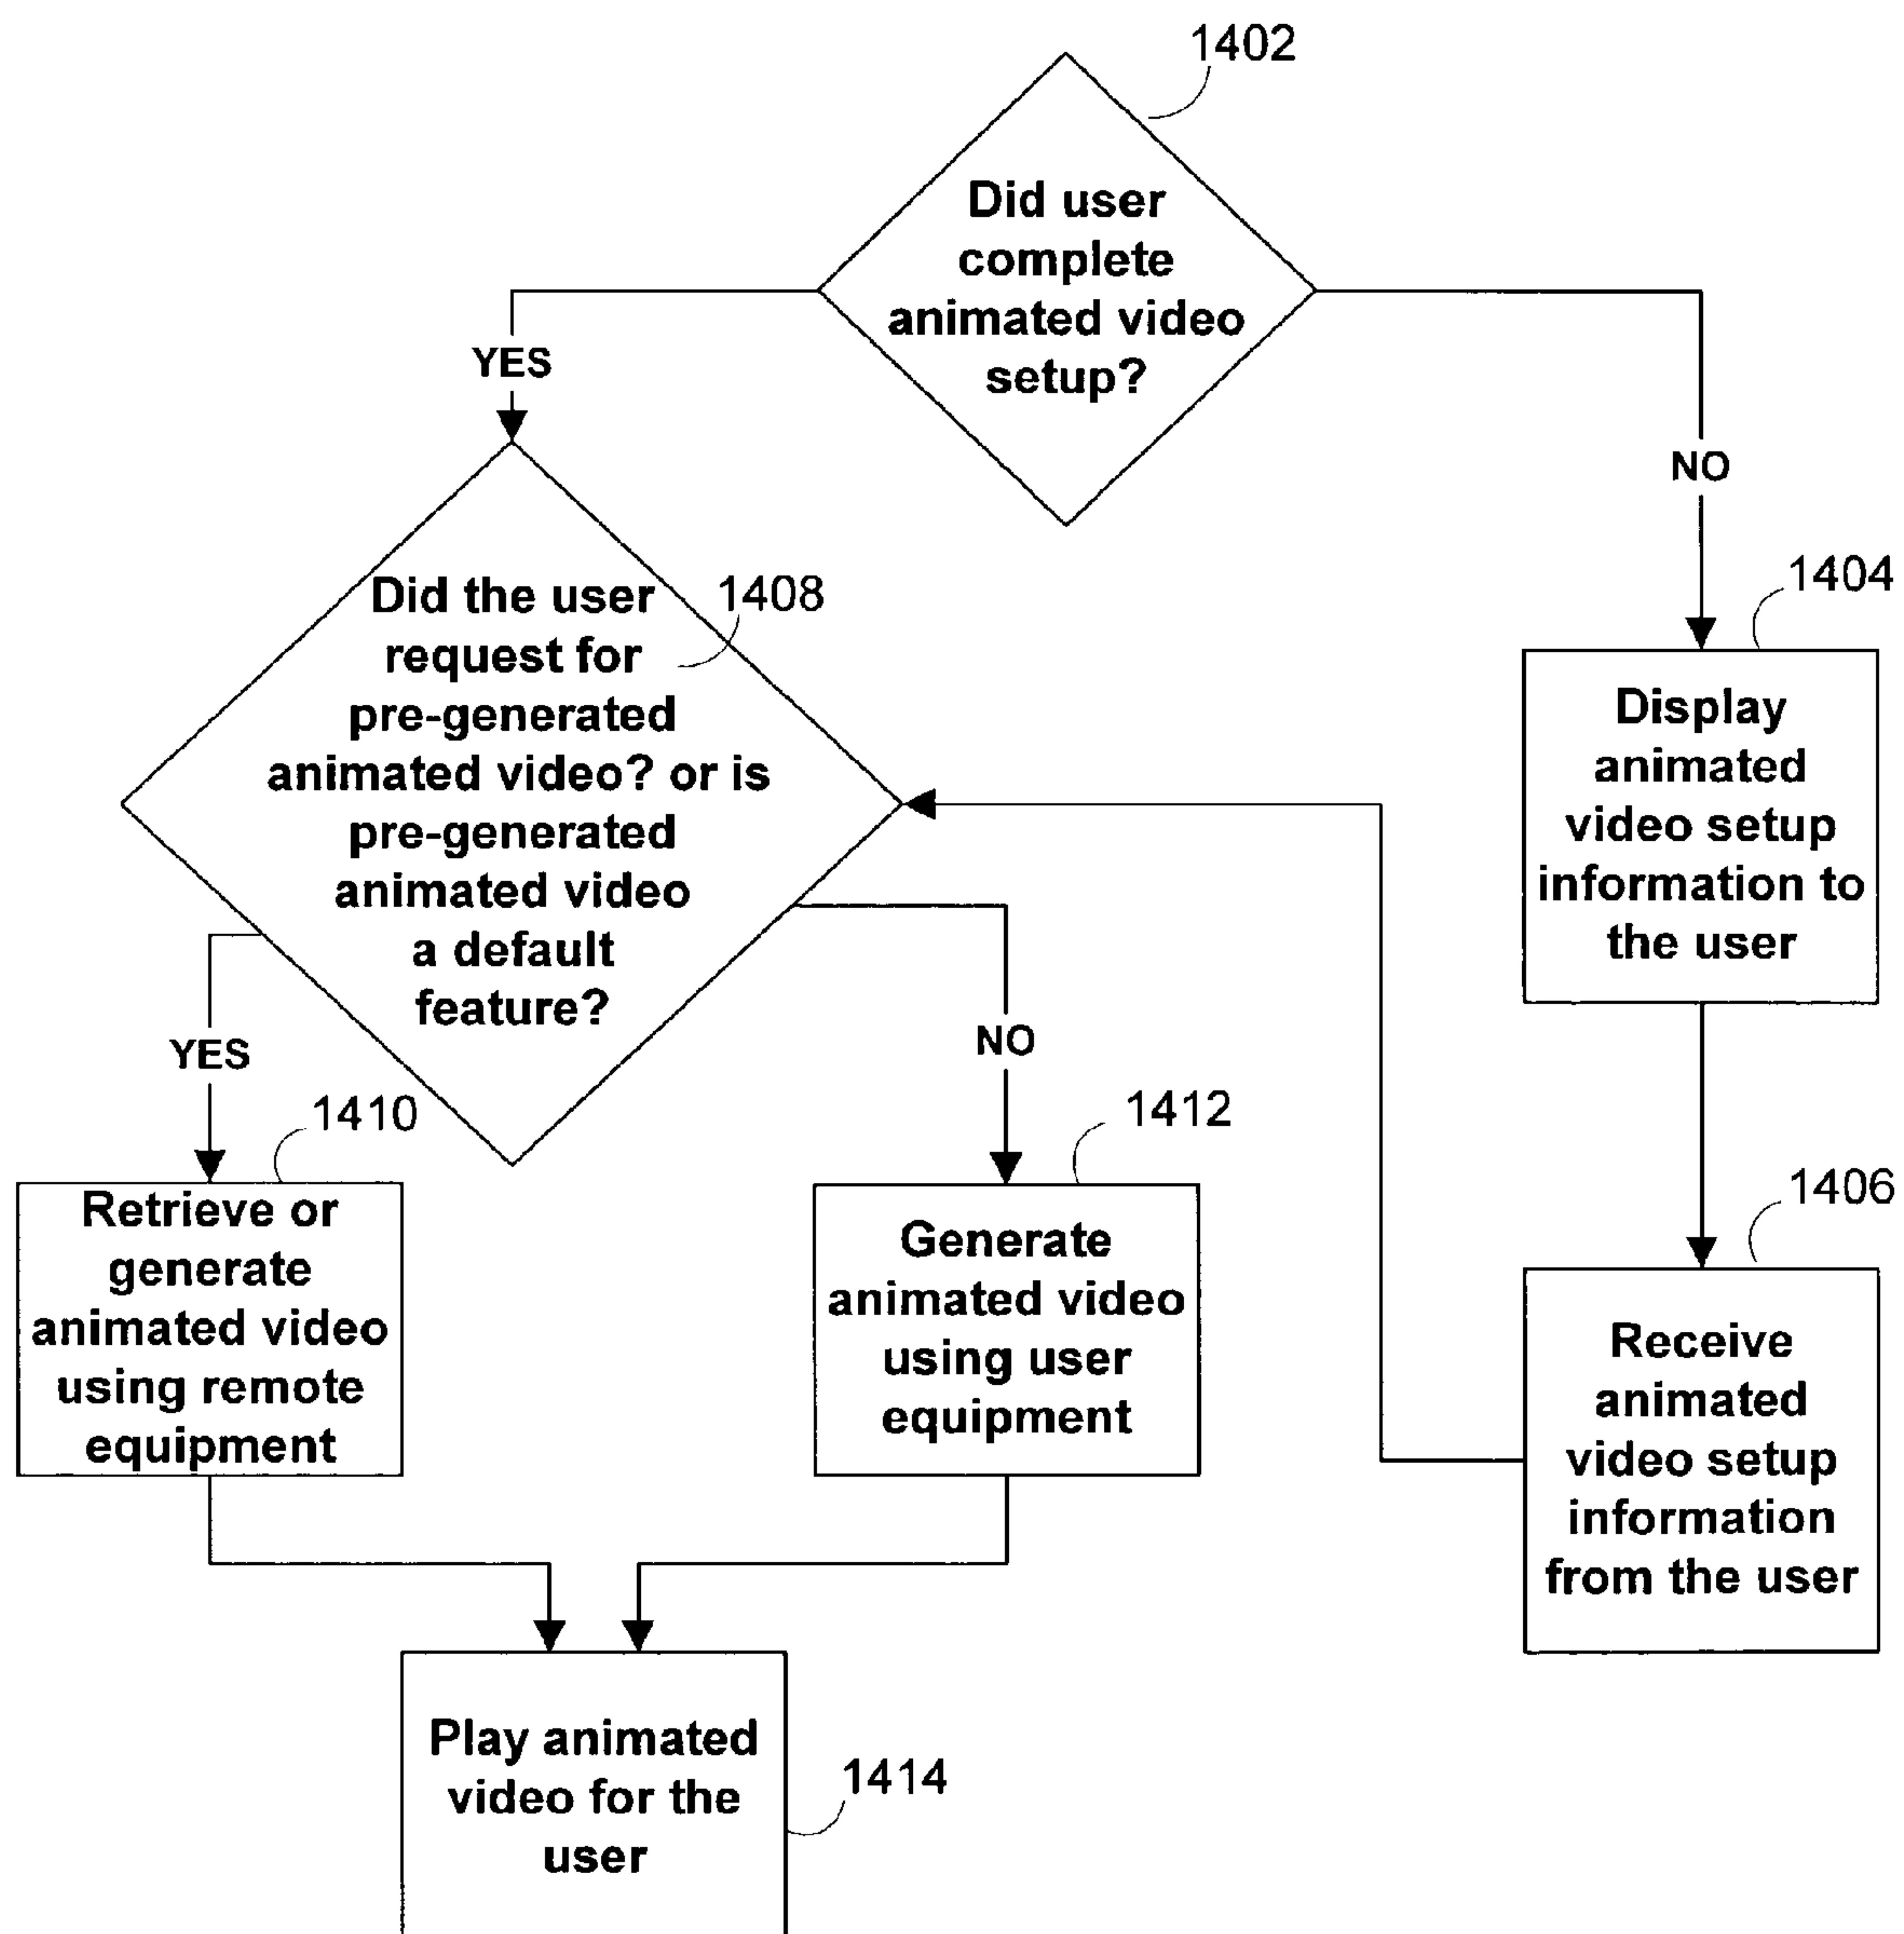 1402
Did user
complete
animated video
setup?
YES
NO
1408
Did the user
request for
pre-generated
animated video? or is
pre-generated
animated video
a default
feature?
1404
Display
animated
video setup
information to
the user
YES
NO
1410
Retrieve or
generate
animated video
using remote
equipment
1412
Generate
animated video
using user
equipment
1406
Receive
animated
video setup
information
from the user
Play animated
video for the
user
1414